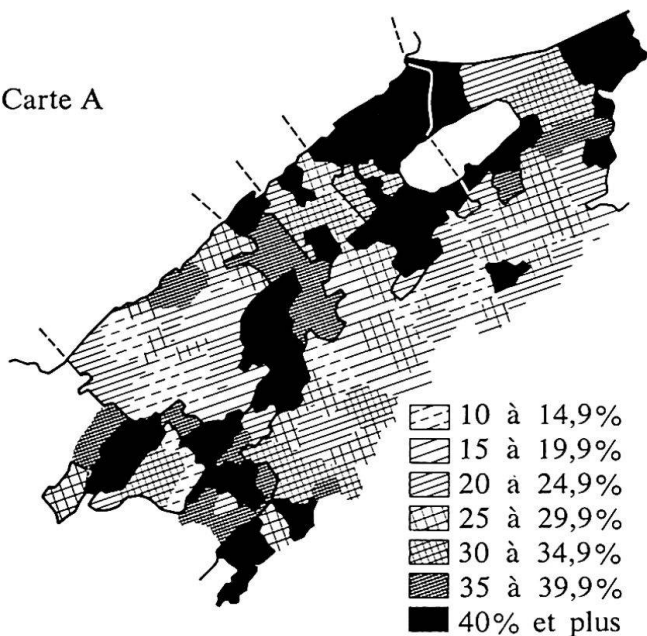 Carte A
10 à 14,9%
15 à 19,9%
20 à 24,9%
25 à 29,9%
30 à 34,9%
35 à 39,9%
40% et plus